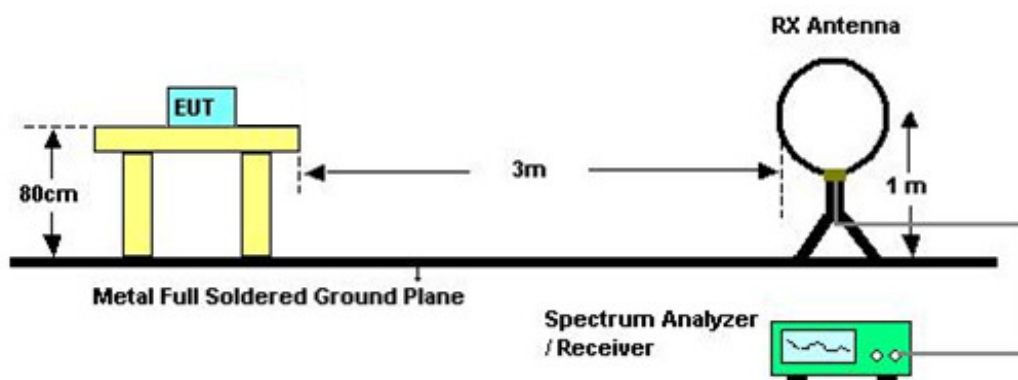 RX Antenna
EUT
80cm
3m
1 m
Metal Full Soldered Ground Plane
Spectrum Analyzer
/ Receiver